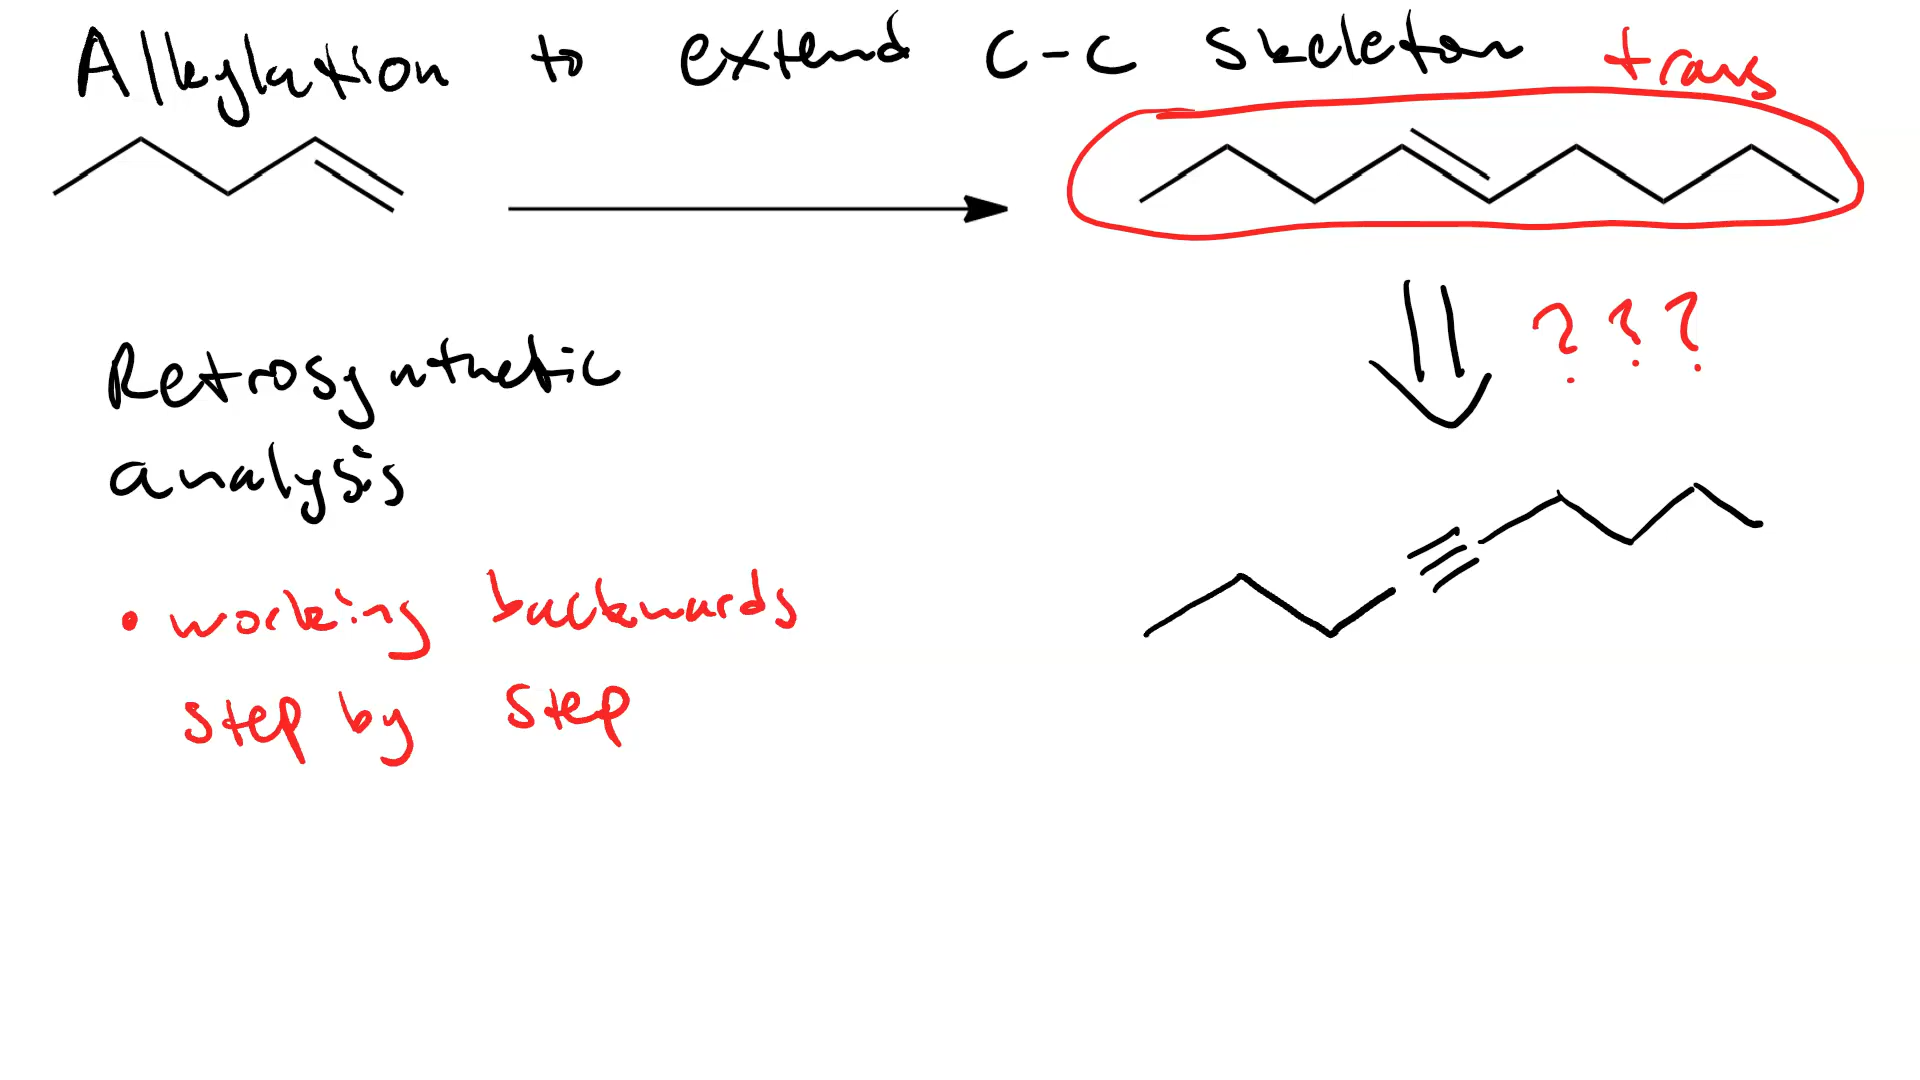 Alkylation to extend C-C skeleton
trans
? ? ?
Retrosynthetic
analysis
• working backwards
step by step